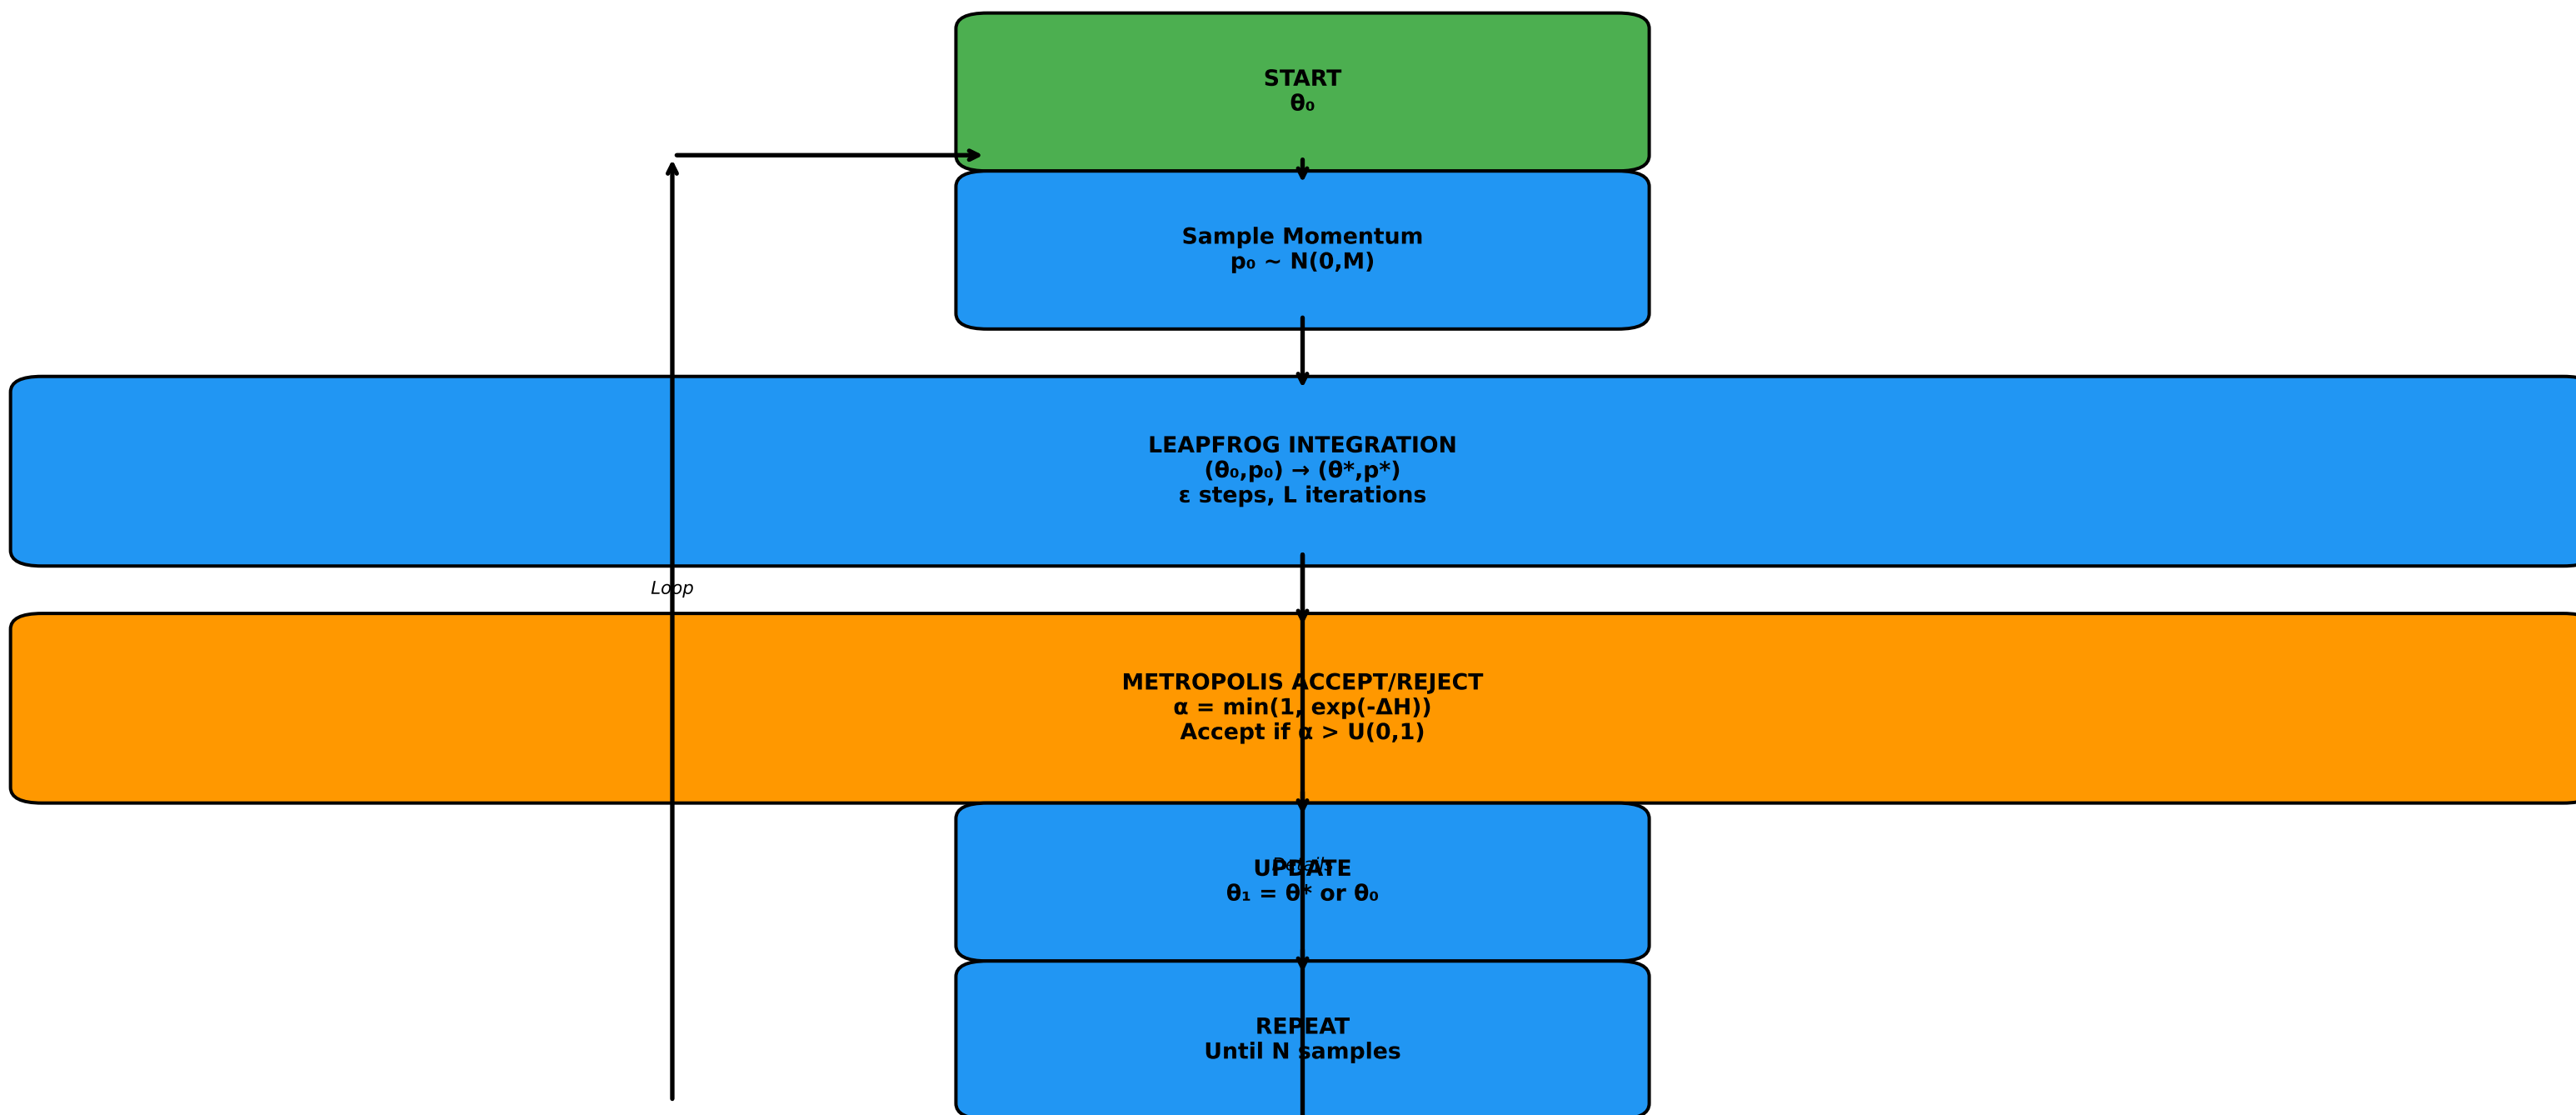 START
θ₀
Sample Momentum
p₀ ~ N(0,M)
LEAPFROG INTEGRATION
(θ₀,p₀) → (θ*,p*)
ε steps, L iterations
Loop
METROPOLIS ACCEPT/REJECT
α = min(1, exp(-ΔH))
Accept if α > U(0,1)
Details
UPDATE
θ₁ = θ* or θ₀
REPEAT
Until N samples